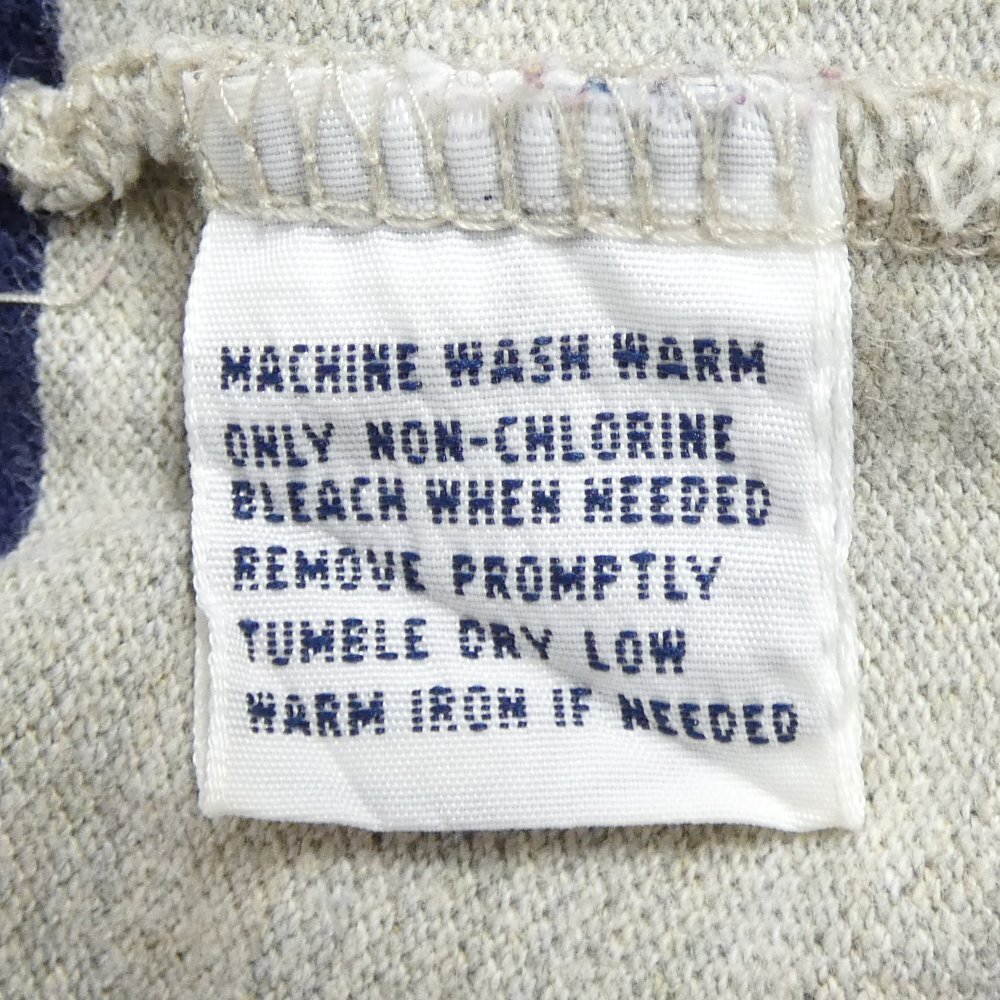 MACHINE WASH WARM
ONLY NON-CHLORINE
BLEACH WHEN NEEDED
REMOVE PROMPTLY
TUMBLE DRY LOW
WARM IRON IF NEEDED